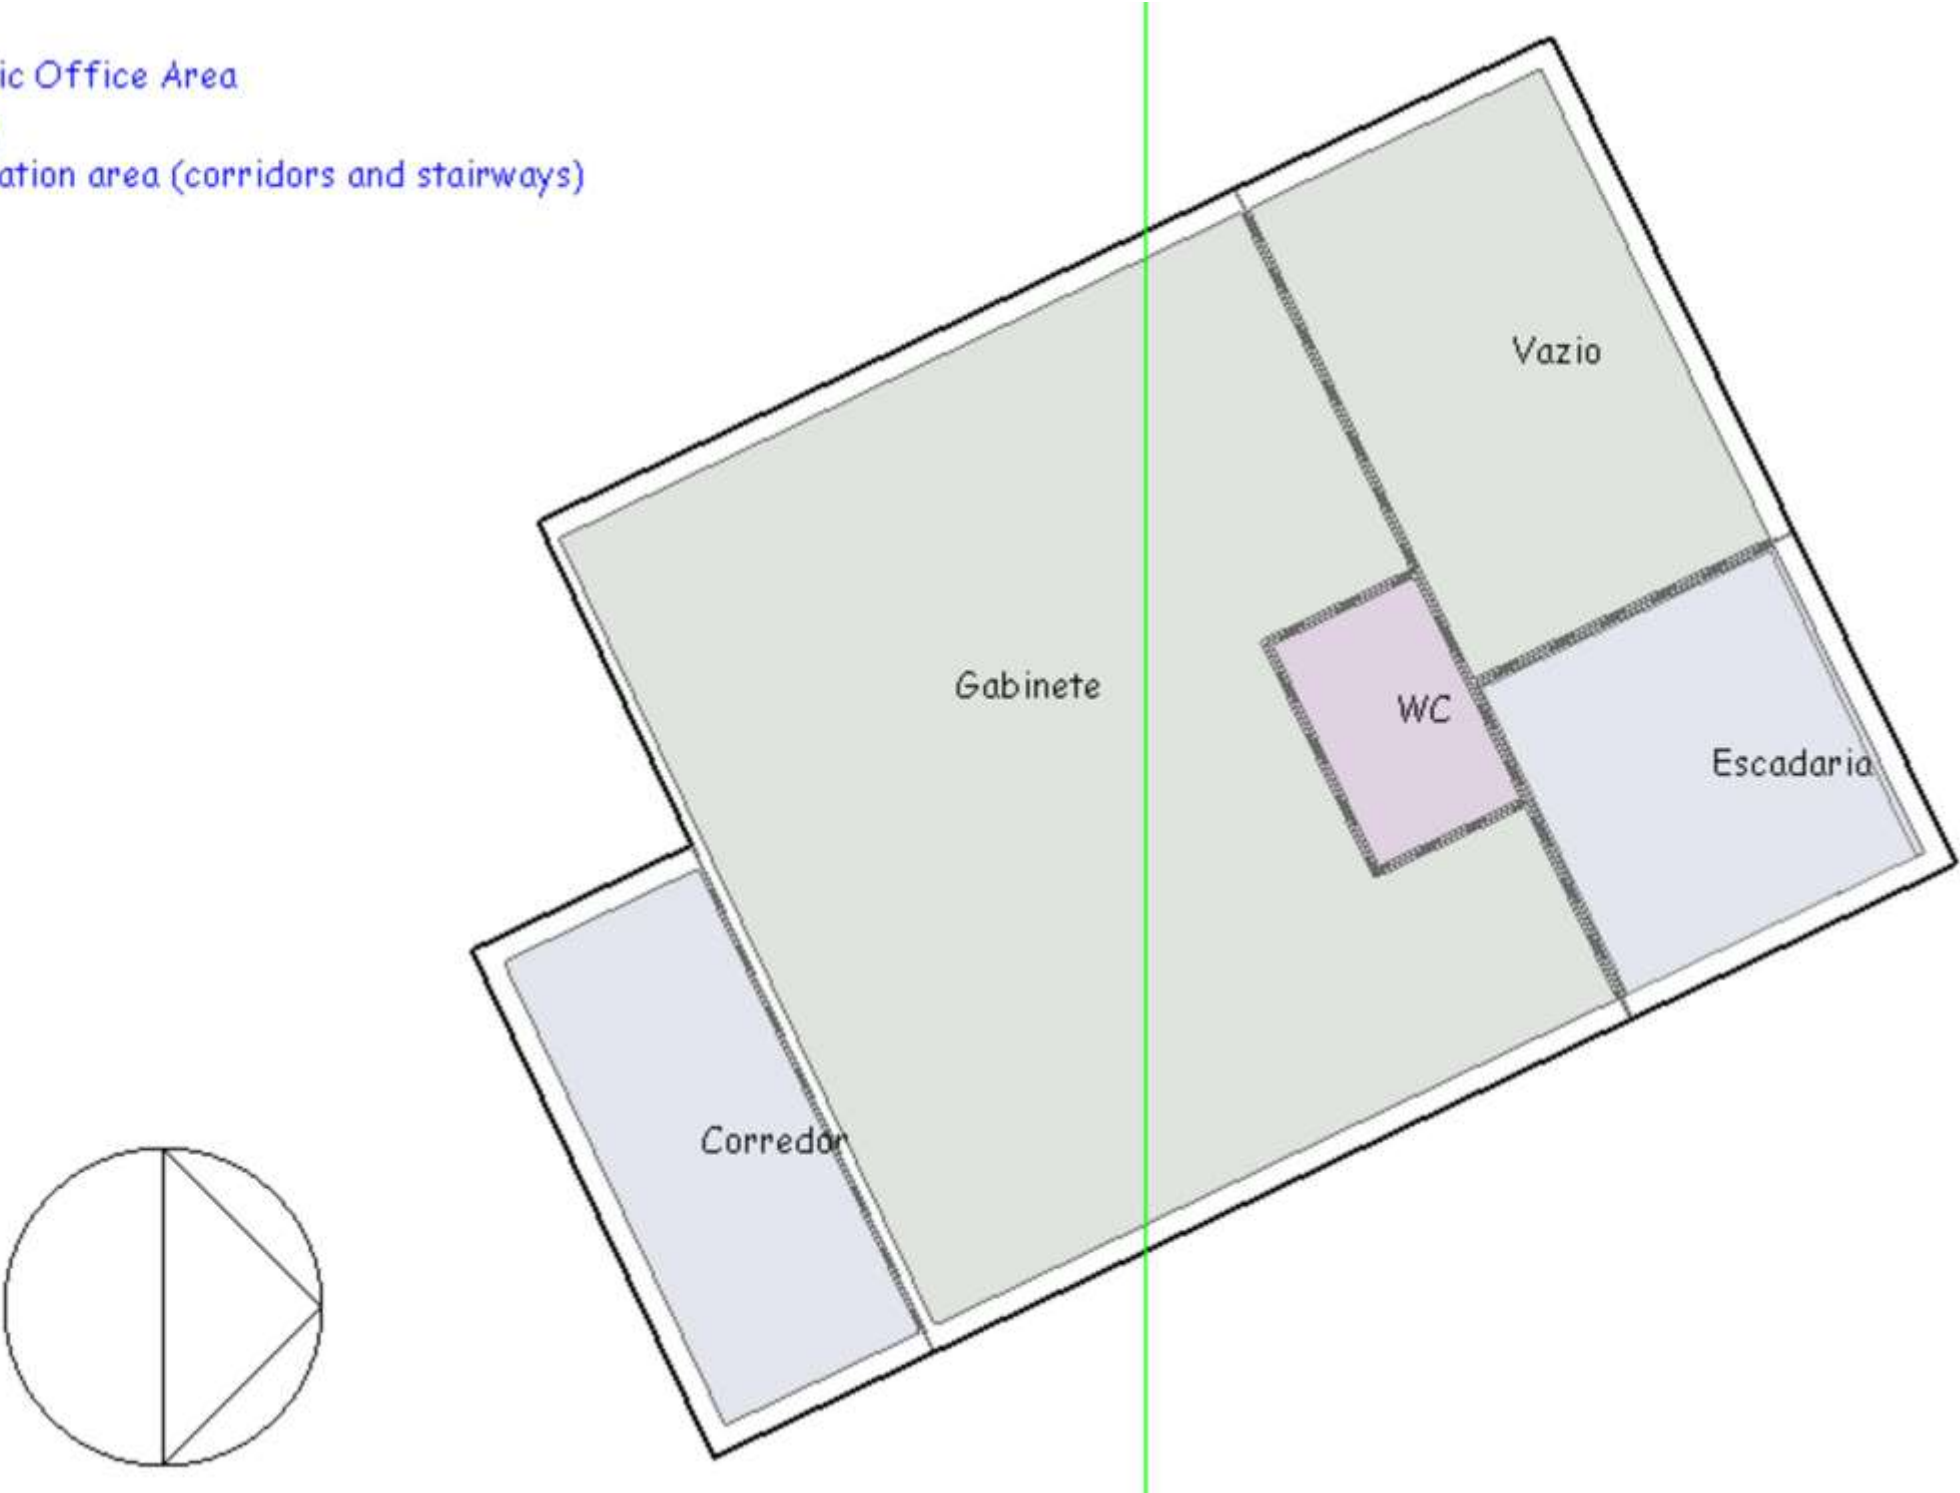 ic Office Area
ation area (corridors and stairways)
Vazio
Gabinete
WC
Escadaria
Corredor